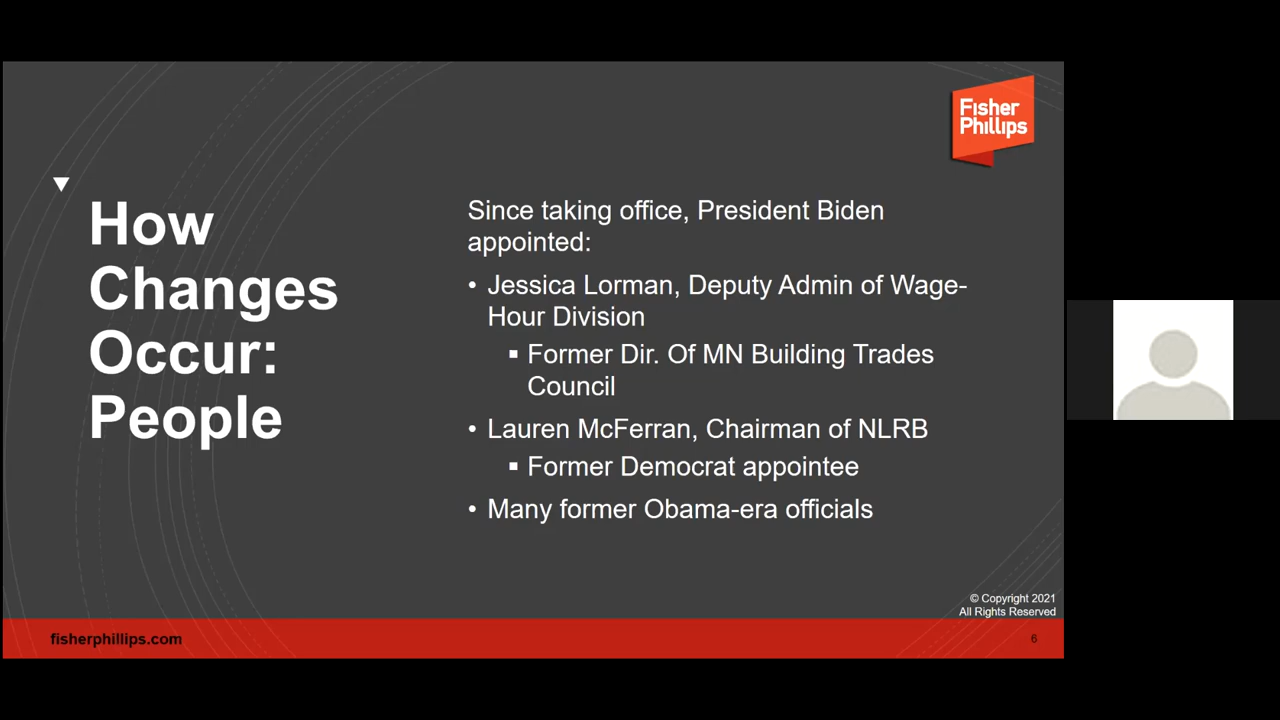 Fisher
Phillips
How
Changes
Occur:
People
Since taking office, President Biden
appointed:
• Jessica Lorman, Deputy Admin of Wage-
Hour Division
▪ Former Dir. Of MN Building Trades
Council
• Lauren McFerran, Chairman of NLRB
▪ Former Democrat appointee
• Many former Obama-era officials
© Copyright 2021
All Rights Reserved
fisherphillips.com
6